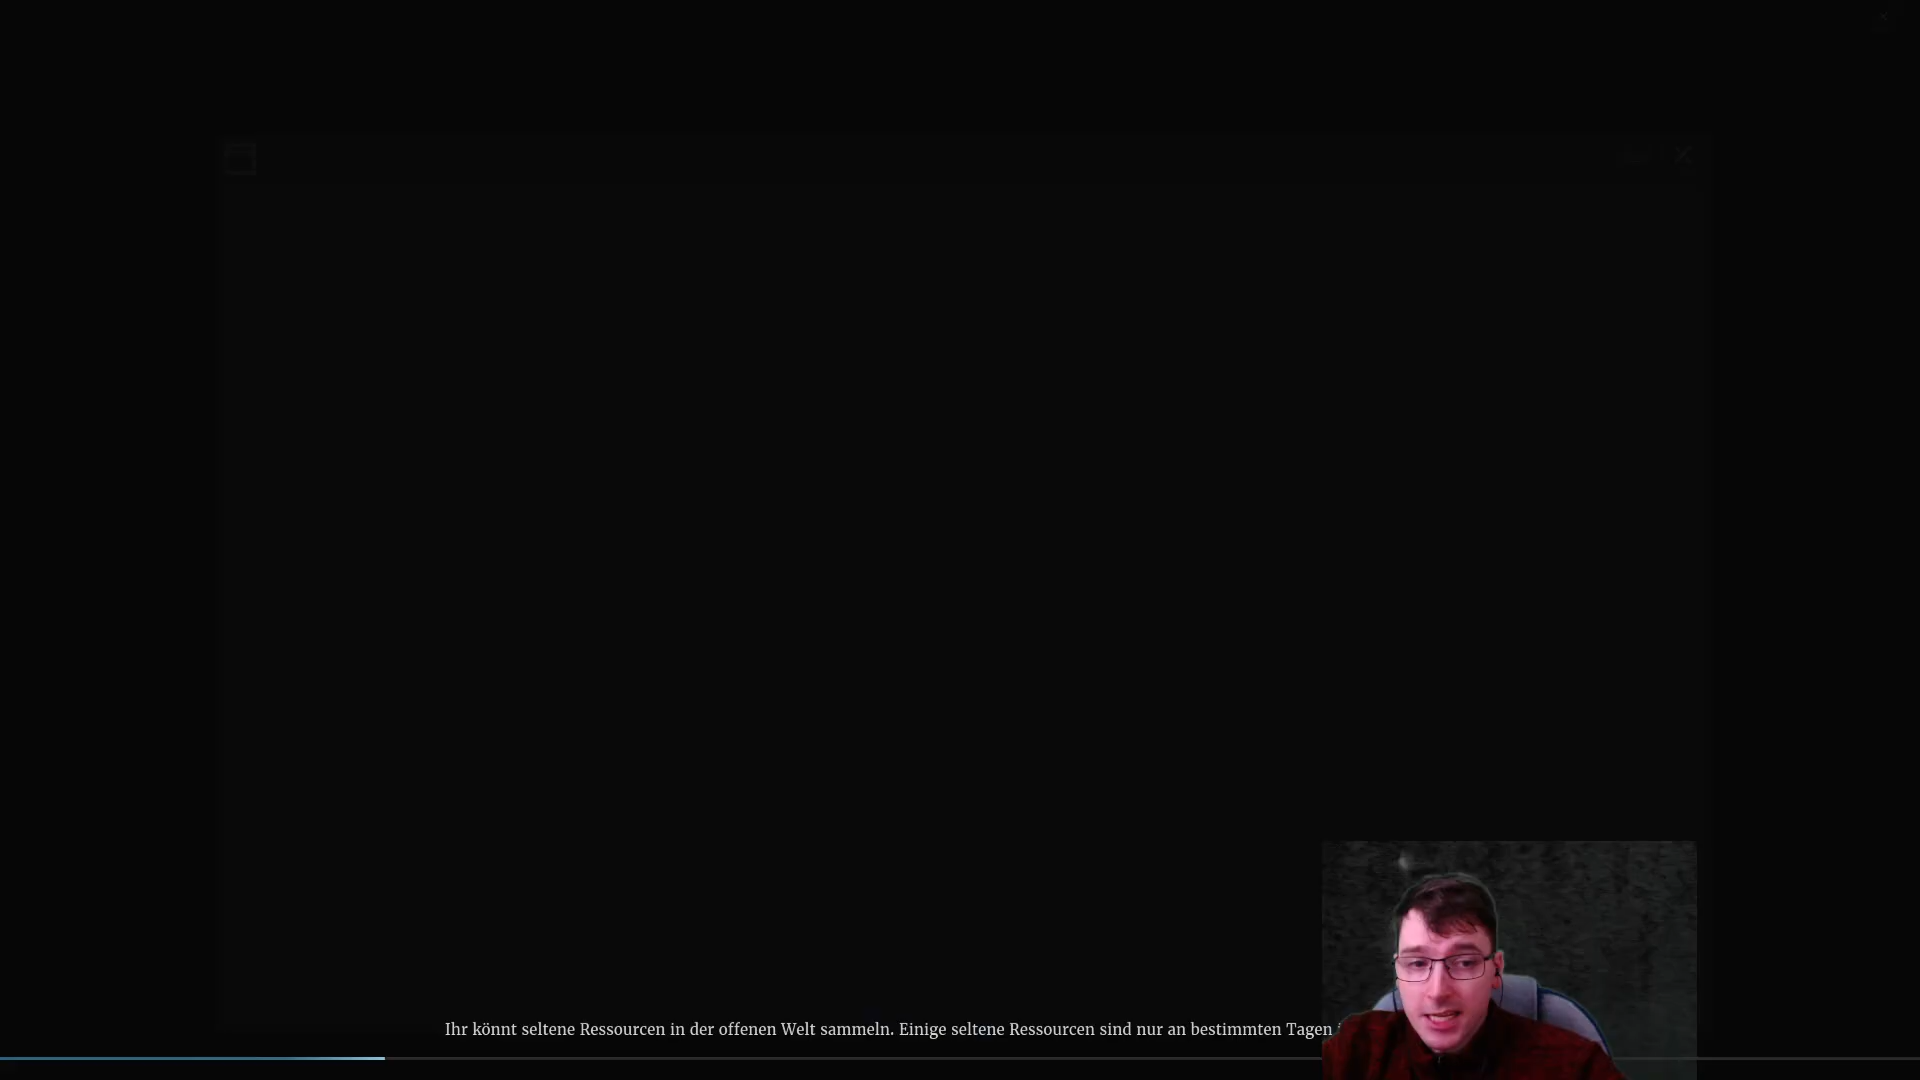 Ihr könnt seltene Ressourcen in der offenen Welt sammeln. Einige seltene Ressourcen sind nur an bestimmten Tagen